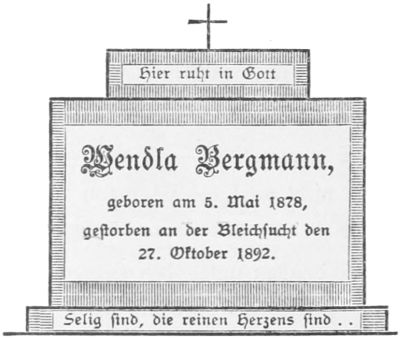 Hier ruht in Gott
Wendla Bergmann,
geboren am 5. Mai 1878,
geſtorben an der Bleichſucht den
27. Oktober 1892.
Selig ſind, die reinen Herzens ſind . .